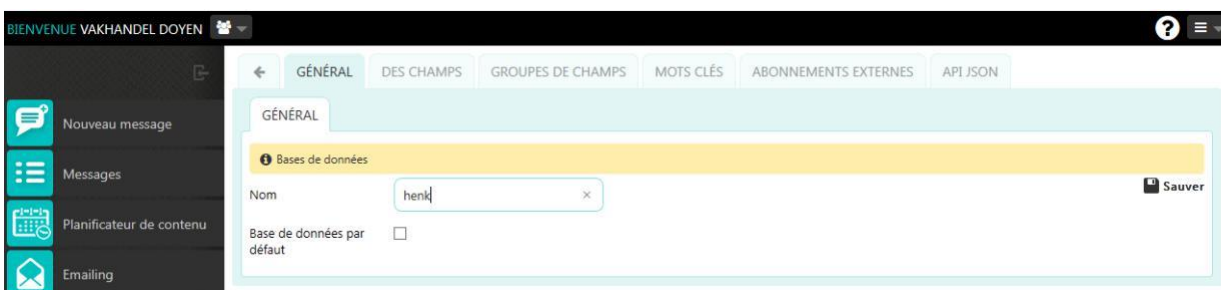 BIENVENUE VAKHANDEL DOYEN
GÉNÉRAL DES CHAMPS GROUPES DE CHAMPS MOTS CLÉS ABONNEMENTS EXTERNES API JSON
GÉNÉRAL
Nouveau message
Bases de données
Messages
Sauver
Nom henk
Planificateur de contenu
Base de données par
défaut
Emailing